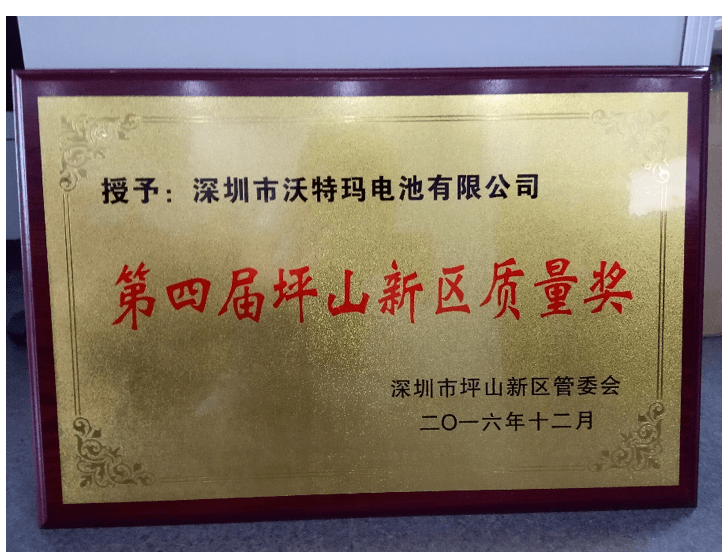 授予：深圳市沃特玛电池有限公司
第四届坪山新区质量奖
深圳市坪山新区管委会
二〇一六年十二月